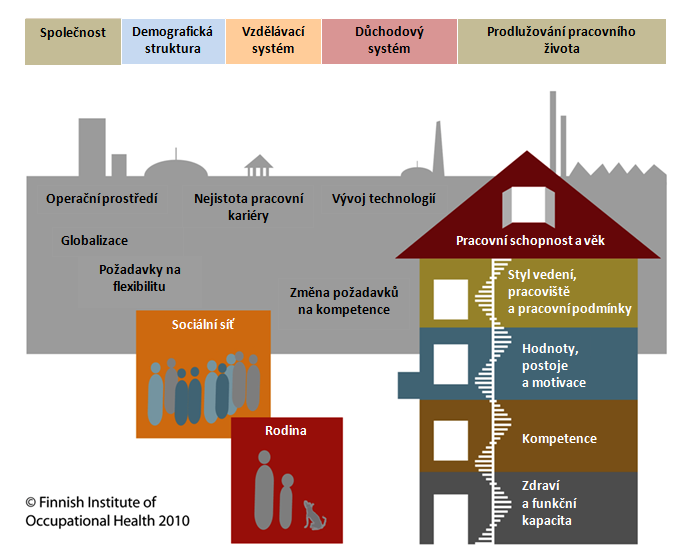 Společnost
Demografická
struktura
Vzdělávací
systém
Důchodový
systém
Prodlužování pracovního
života
Operační prostředí
Nejistota pracovní
kariéry
Vývoj technologií
Globalizace
Požadavky na
flexibilitu
Změna požadavků
na kompetence
Pracovní schopnost a věk
Styl vedení,
pracoviště
a pracovní podmínky
Sociální síť
Hodnoty,
postoje
a motivace
Rodina
Kompetence
Zdraví
a funkční
kapacita
© Finnish Institute of
Occupational Health 2010